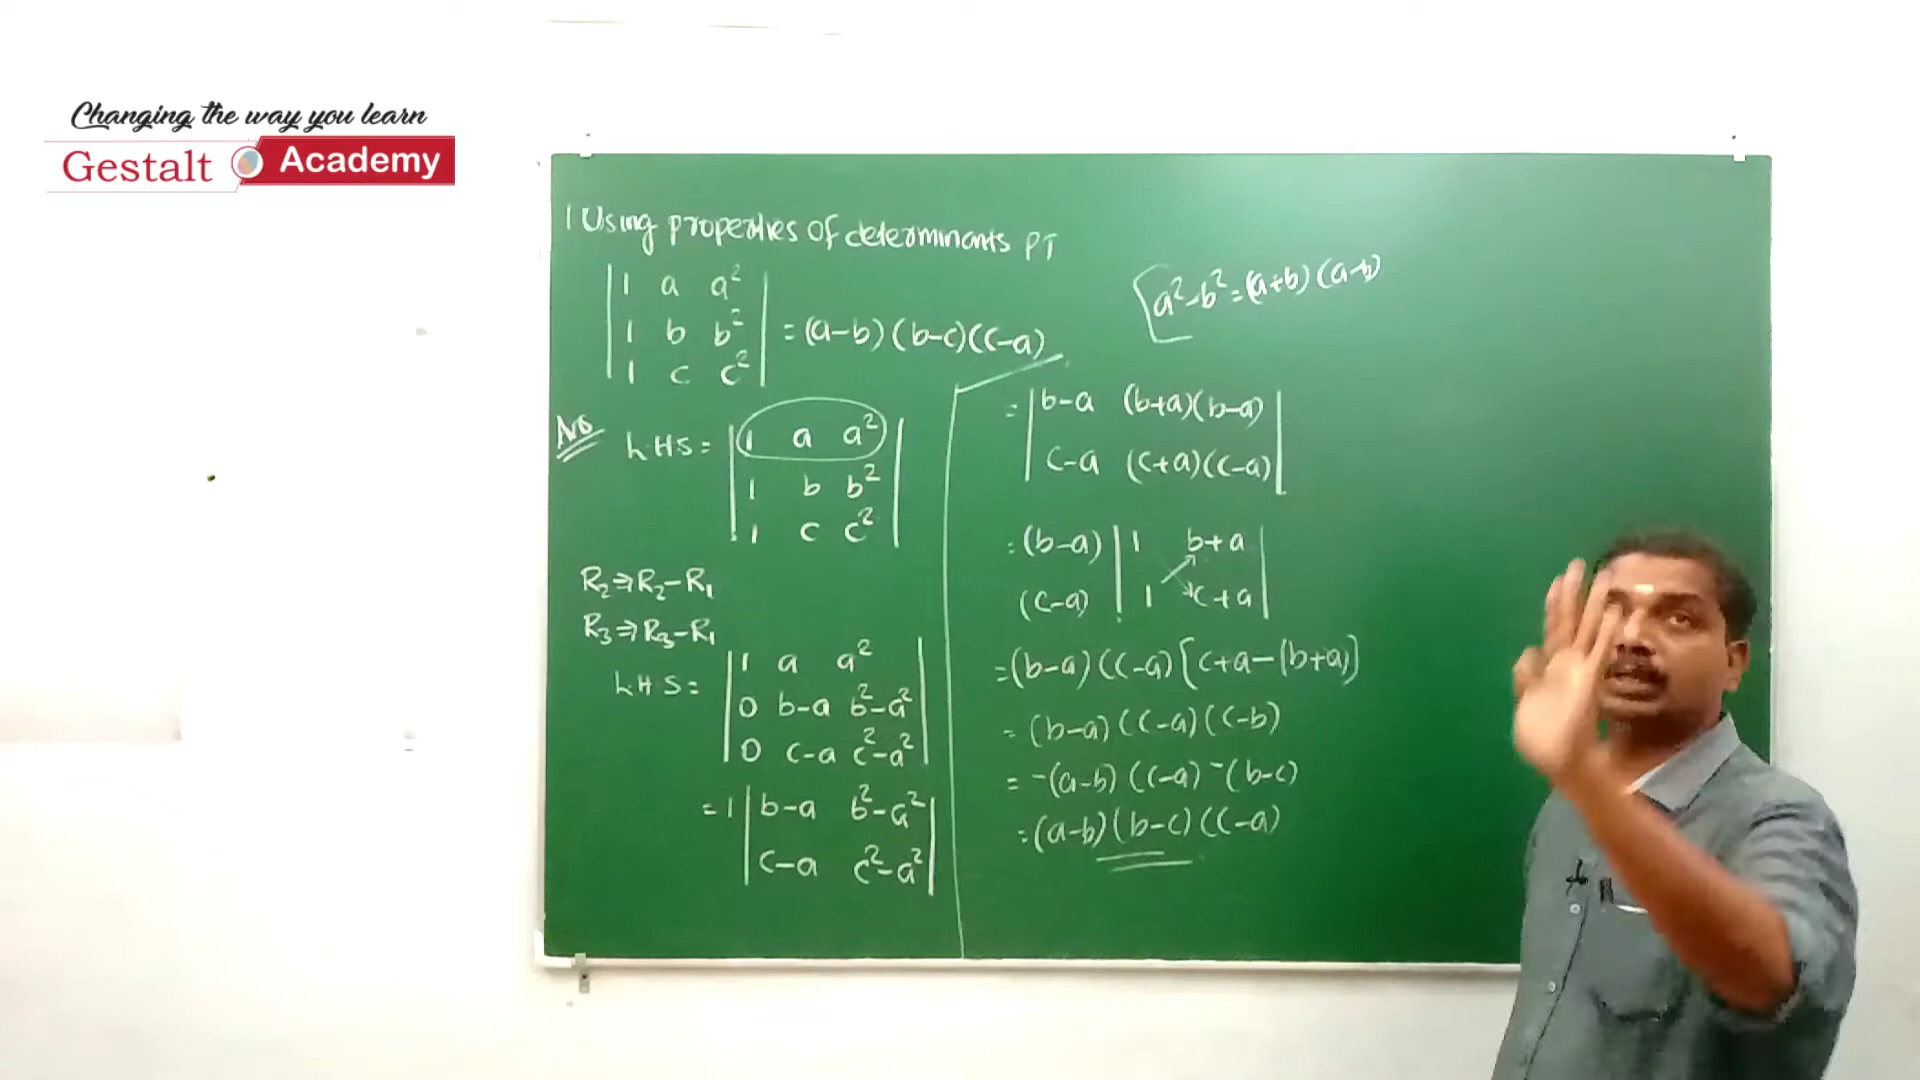 Changing the way you learn
Gestalt Academy
1 Using properties of determinants PT
| 1 a a² |
| 1 b b² | = (a-b) (b-c)(c-a)
| 1 c c² |
Ans
LHS = | 1 a a² |
| 1 b b² |
| 1 c c² |
R₂ ⇒ R₂ - R₁
R₃ ⇒ R₃ - R₁
LHS = | 1 a a² |
| 0 b-a b²-a² |
| 0 c-a c²-a² |
= 1 | b-a b²-a² |
| c-a c²-a² |
[a²-b² = (a+b) (a-b)
= | b-a (b+a)(b-a) |
| c-a (c+a)(c-a) |
= (b-a) | 1 b+a |
(c-a) | 1 c+a |
= (b-a) (c-a) [c+a-(b+a)]
= (b-a) (c-a) (c-b)
= -(a-b) (c-a) -(b-c)
= (a-b) (b-c) (c-a)